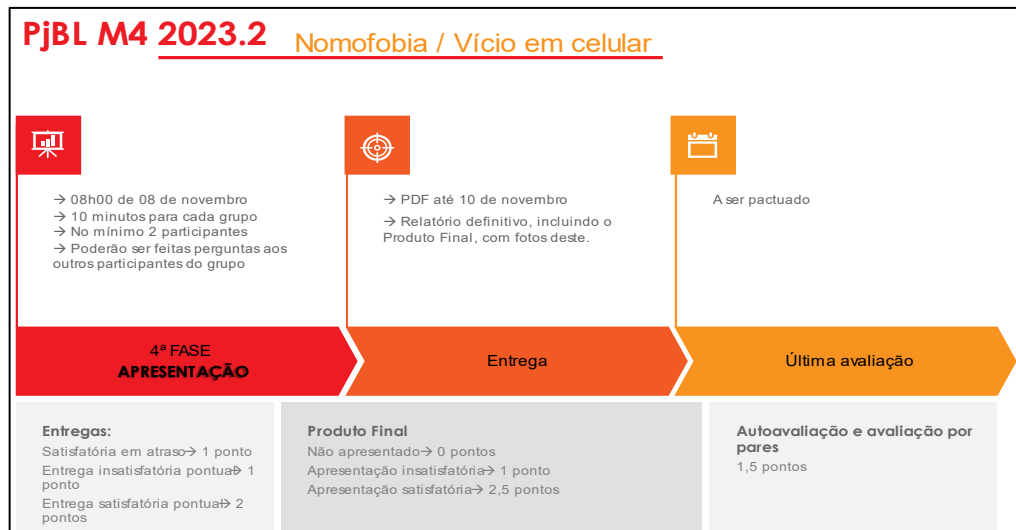 PjBL M4 2023.2 Nomofobia / Vício em celular
→ 08h00 de 08 de novembro
→ 10 minutos para cada grupo
→ No mínimo 2 participantes
→ Poderão ser feitas perguntas aos
outros participantes do grupo
→ PDF até 10 de novembro
→ Relatório definitivo, incluindo o
Produto Final, com fotos deste.
A ser pactuado
4ª FASE
APRESENTAÇÃO
Entrega
Última avaliação
Entregas:
Satisfatória em atraso→ 1 ponto
Entrega insatisfatória pontual→ 1
ponto
Entrega satisfatória pontual→ 2
pontos
Produto Final
Não apresentado→ 0 pontos
Apresentação insatisfatória→ 1 ponto
Apresentação satisfatória→ 2,5 pontos
Autoavaliação e avaliação por
pares
1,5 pontos